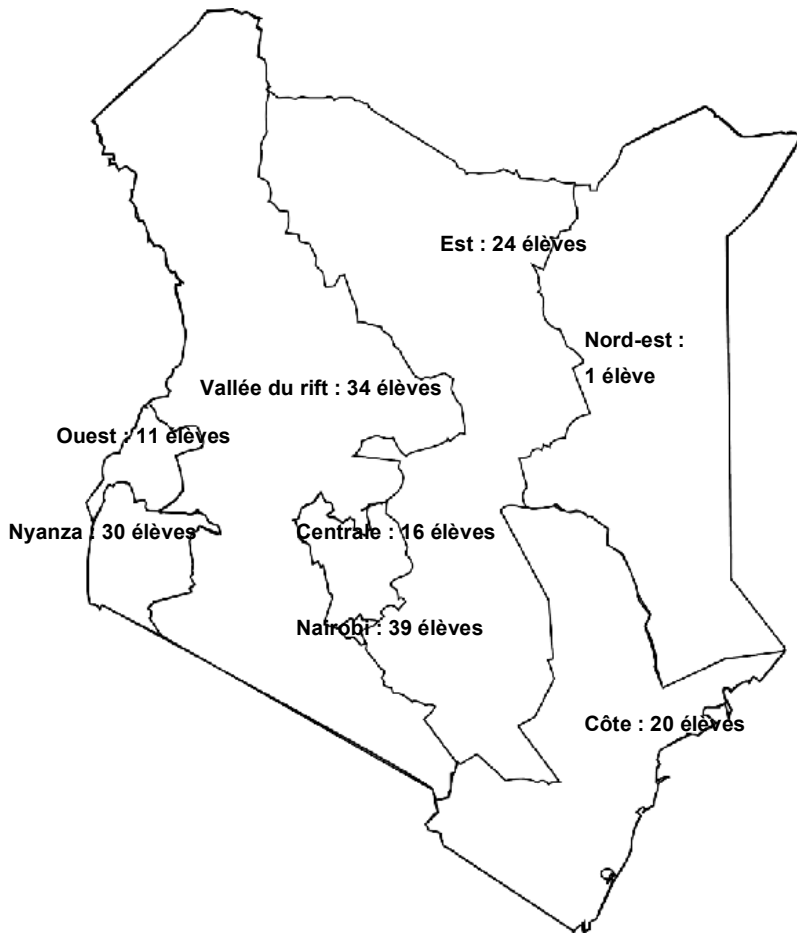 Est : 24 élèves
Nord-est :
1 élève
Vallée du rift : 34 élèves
Ouest : 11 élèves
Nyanza : 30 élèves
Centrale : 16 élèves
Nairobi : 39 élèves
Côte : 20 élèves